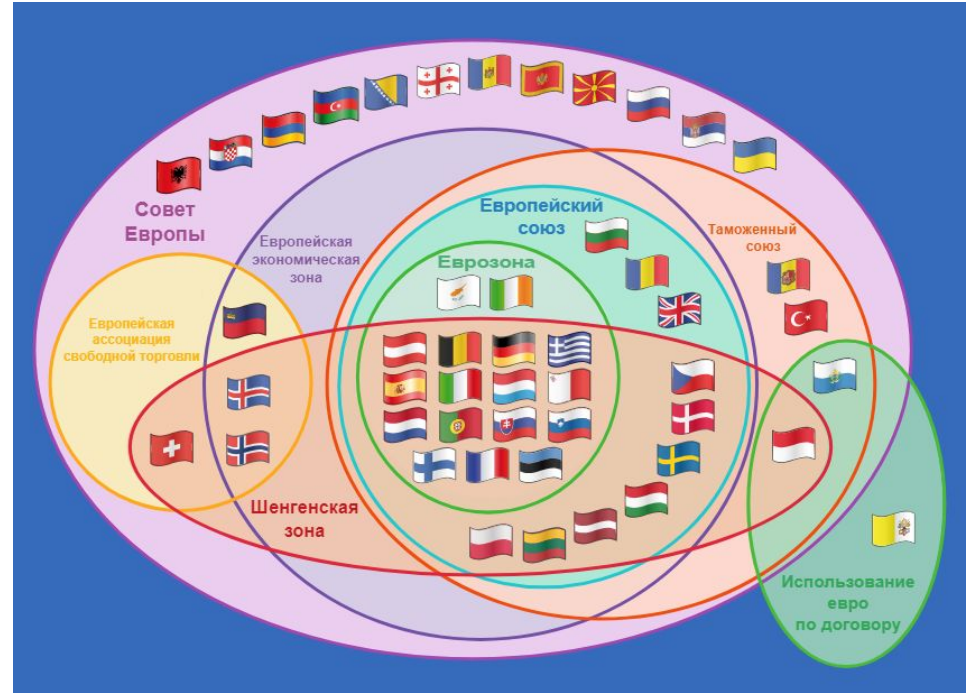 Совет
Европы
Европейская
экономическая
зона
Европейский
союз
Таможенный
союз
Еврозона
Европейская
ассоциация
свободной торговли
Шенгенская
зона
Использование
евро
по договору